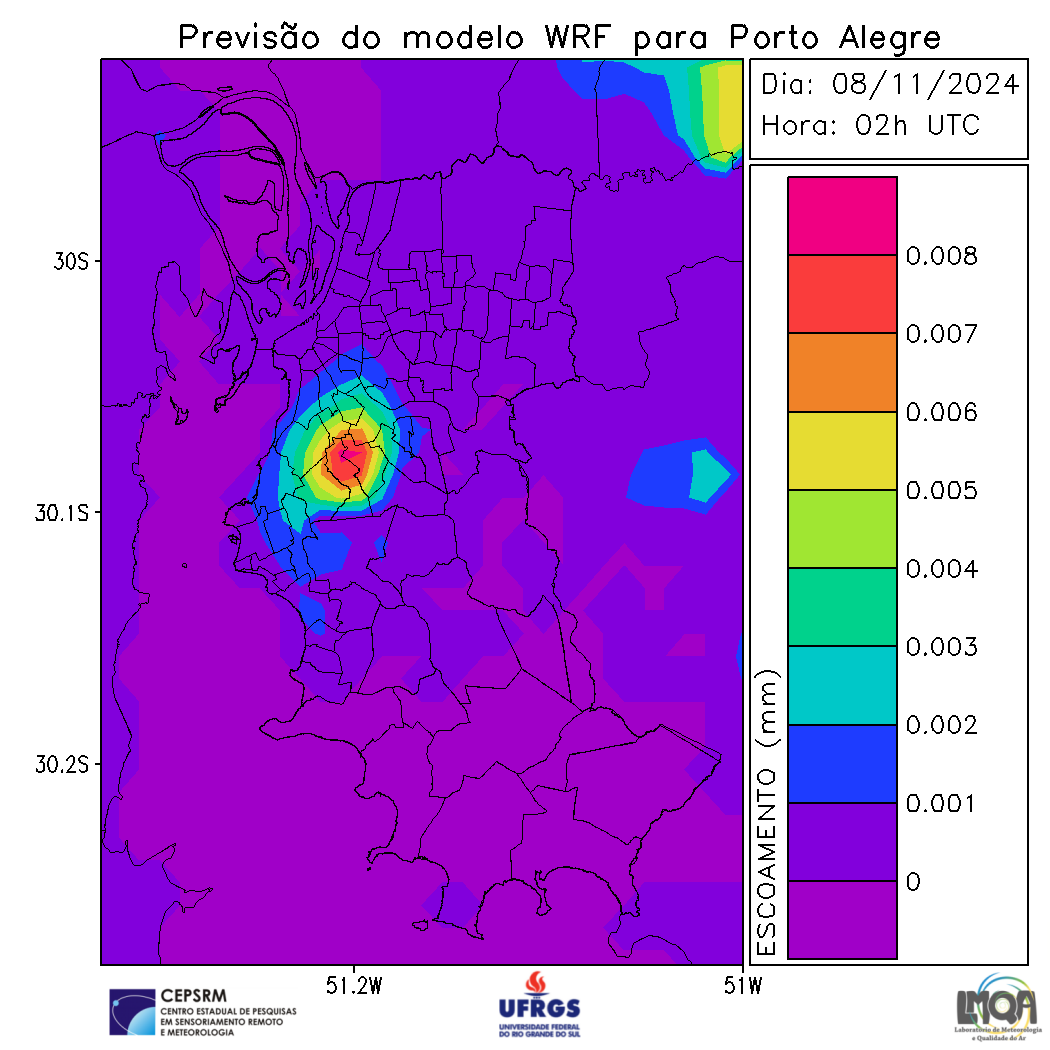 Previsão do modelo WRF para Porto Alegre
Dia: 08/11/2024
Hora: 02h UTC
30S
30.1S
30.2S
51.2W
51W
ESCOAMENTO (mm)
0.008
0.007
0.006
0.005
0.004
0.003
0.002
0.001
0
CEPSRM
CENTRO ESTADUAL DE PESQUISAS
EM SENSORIAMENTO REMOTO
E METEOROLOGIA
UFRGS
UNIVERSIDADE FEDERAL
DO RIO GRANDE DO SUL
LMQA
Laboratório de Meteorologia
e Qualidade do Ar